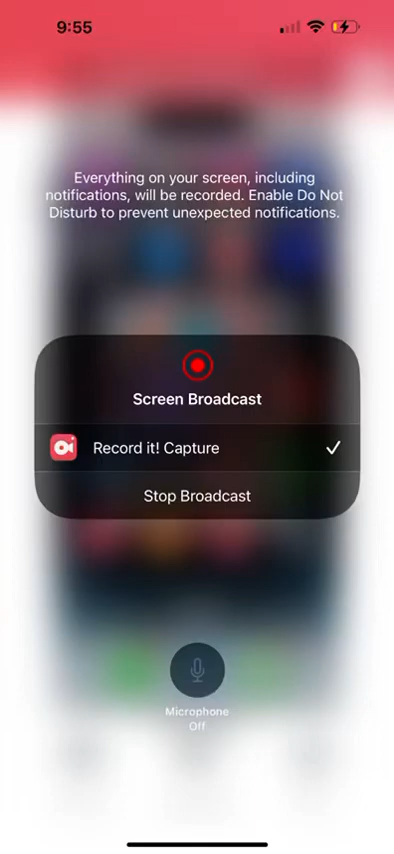 9:55
Everything on your screen, including
notifications, will be recorded. Enable Do Not
Disturb to prevent unexpected notifications.
Screen Broadcast
Record it! Capture
Stop Broadcast
Microphone
Off